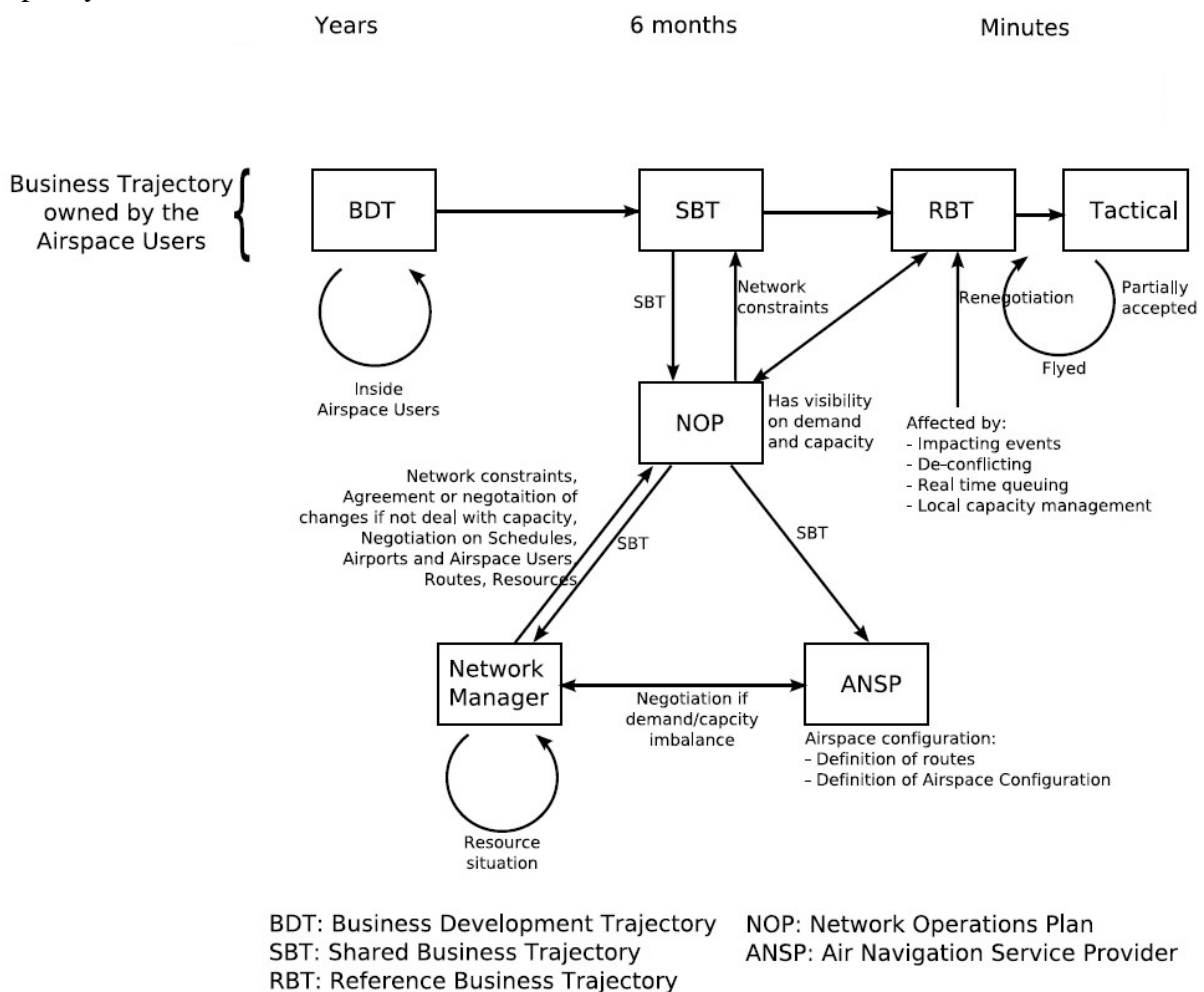 Years
6 months
Minutes
Business Trajectory
owned by the
Airspace Users
BDT
SBT
RBT
Tactical
Inside
Airspace Users
SBT
Network
constraints
Renegotiation
Partially
accepted
Flyed
NOP
Has visibility
on demand
and capacity
Affected by:
- Impacting events
- De-conflicting
- Real time queuing
- Local capacity management
Network constraints,
Agreement or negotaition of
changes if not deal with capacity,
Negotiation on Schedules,
Airports and Airspace Users,
Routes, Resources
SBT
SBT
Network
Manager
Negotiation if
demand/capcity
imbalance
ANSP
Airspace configuration:
- Definition of routes
- Definition of Airspace Configuration
Resource
situation
BDT: Business Development Trajectory
SBT: Shared Business Trajectory
RBT: Reference Business Trajectory
NOP: Network Operations Plan
ANSP: Air Navigation Service Provider